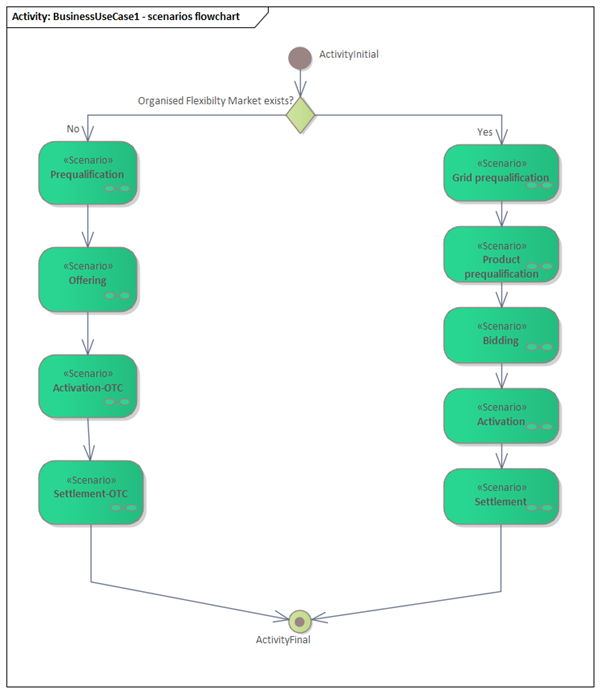 Activity: BusinessUseCase1 - scenarios flowchart
ActivityInitial
Organised Flexibilty Market exists?
No
Yes
«Scenario»
Prequalification
«Scenario»
Offering
«Scenario»
Activation-OTC
«Scenario»
Settlement-OTC
«Scenario»
Grid prequalification
«Scenario»
Product
prequalification
«Scenario»
Bidding
«Scenario»
Activation
«Scenario»
Settlement
ActivityFinal